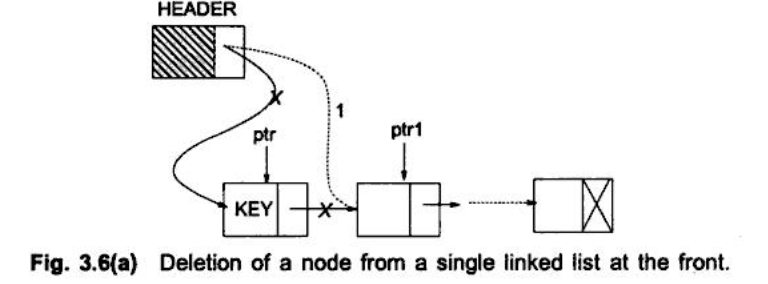 HEADER
1
ptr
ptr1
KEY
Fig. 3.6(a) Deletion of a node from a single linked list at the front.